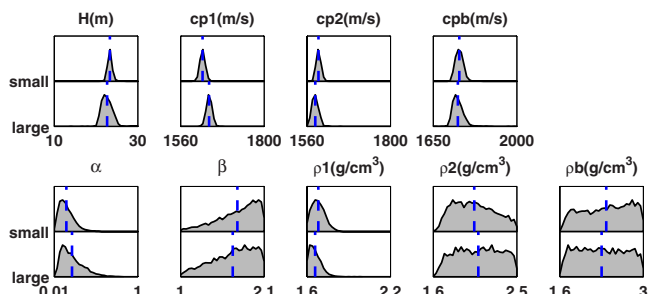 H(m) cp1(m/s) cp2(m/s) cpb(m/s)
small
large
10 30 1560 1800 1560 1800 1650 2000
α β ρ1(g/cm³) ρ2(g/cm³) ρb(g/cm³)
small
large
0.01 1 1 2.1 1.6 2.2 1.6 2.5 1.6 3